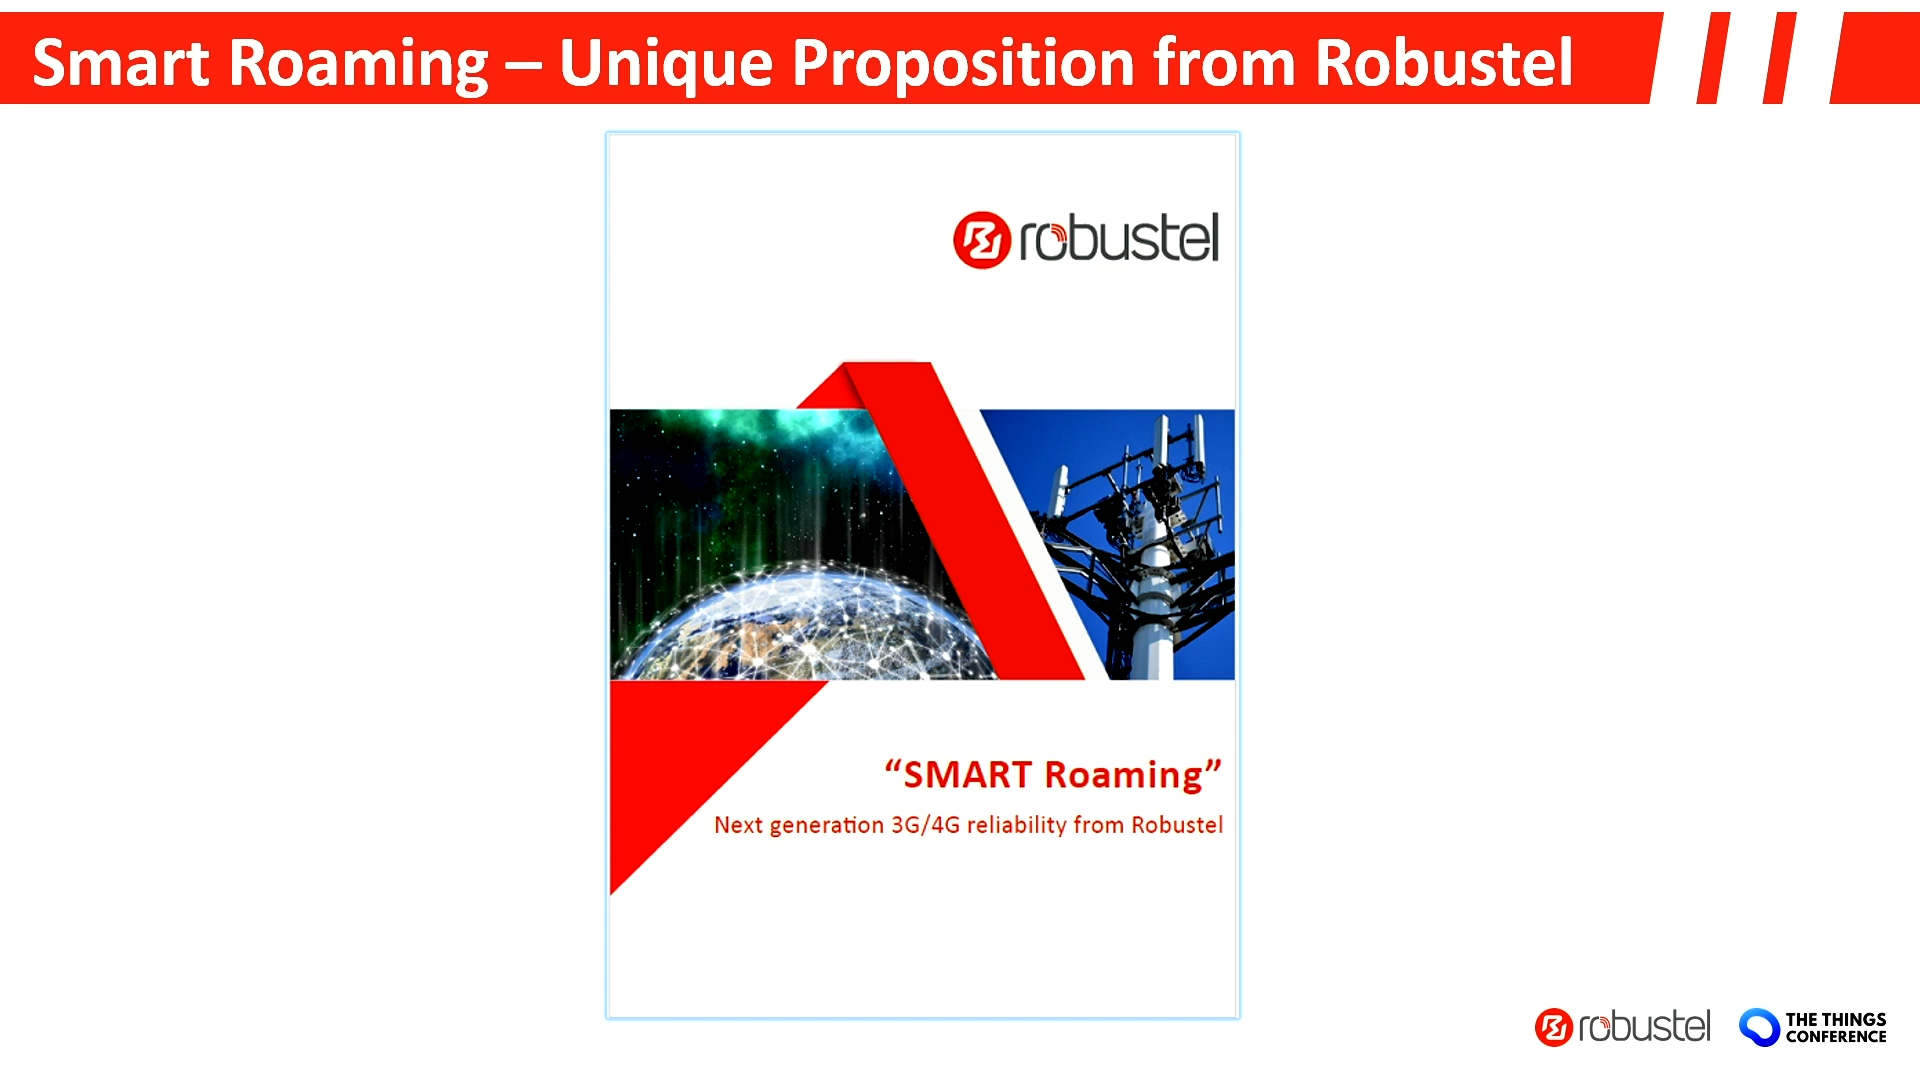 Smart Roaming – Unique Proposition from Robustel
robustel
“SMART Roaming”
Next generation 3G/4G reliability from Robustel
robustel
THE THINGS
CONFERENCE